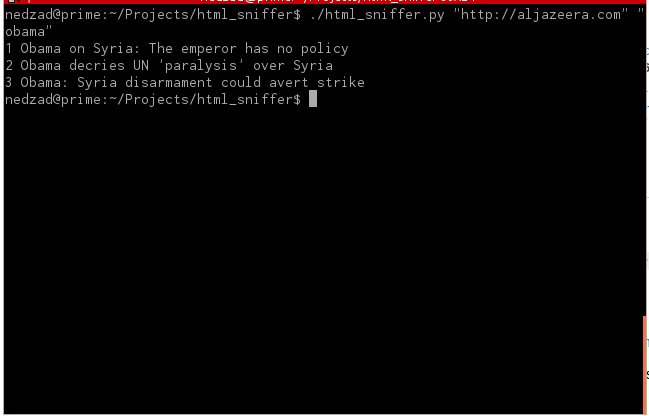 nedzad@prime:~/Projects/html_sniffer$ ./html_sniffer.py "http://aljazeera.com" "
obama"
1 Obama on Syria: The emperor has no policy
2 Obama decries UN 'paralysis' over Syria
3 Obama: Syria disarmament could avert strike
nedzad@prime:~/Projects/html_sniffer$